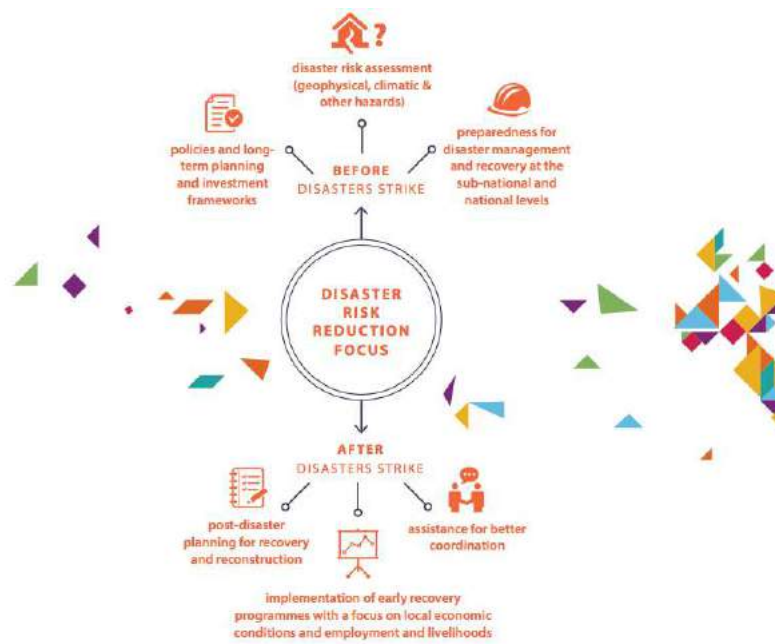 ?
disaster risk assessment
(geophysical, climatic &
other hazards)
policies and long-
term planning
and investment
frameworks
preparedness for
disaster management
and recovery at the
sub-national and
national levels
BEFORE
DISASTERS STRIKE
DISASTER
RISK
REDUCTION
FOCUS
AFTER
DISASTERS STRIKE
post-disaster
planning for recovery
and reconstruction
assistance for better
coordination
implementation of early recovery
programmes with a focus on local economic
conditions and employment and livelihoods